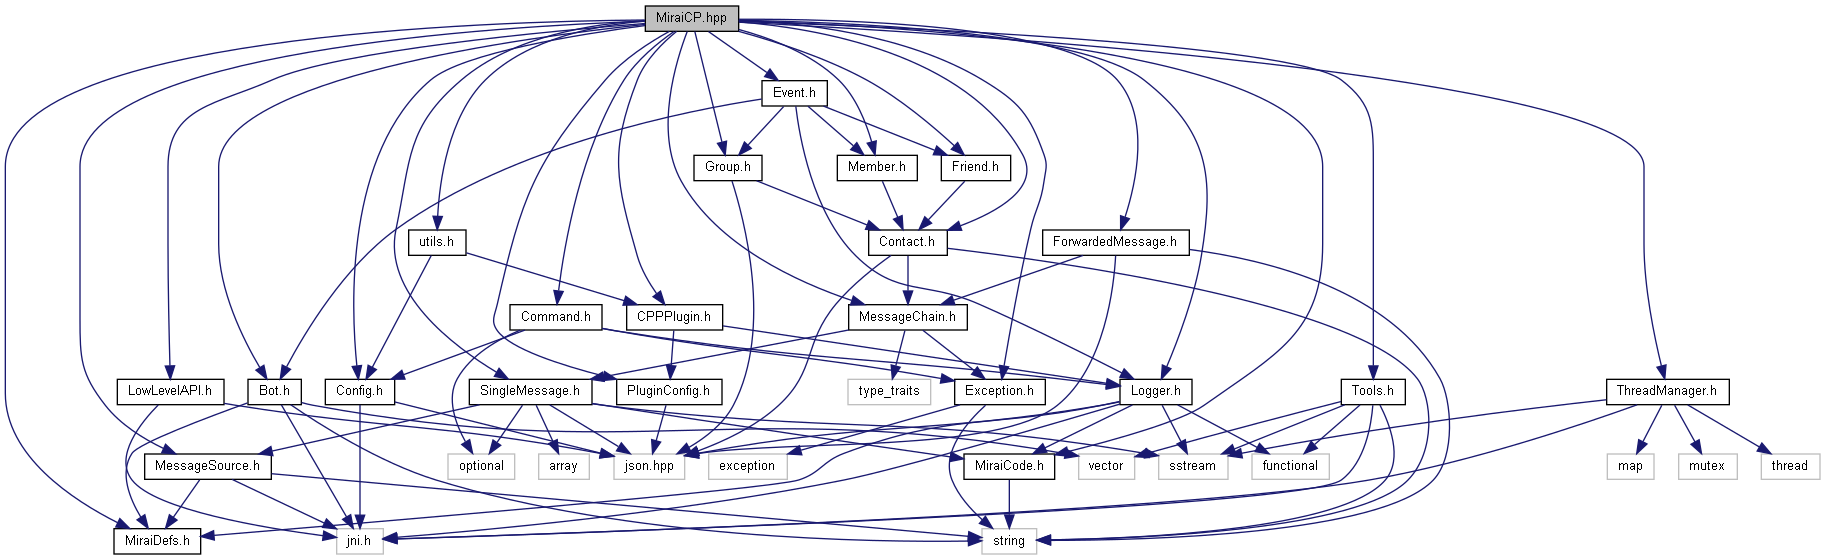 MiraiCP.hpp
Event.h
Group.h
Member.h
Friend.h
utils.h
Contact.h
ForwardedMessage.h
Command.h
CPPPlugin.h
MessageChain.h
LowLevelAPI.h
Bot.h
Config.h
SingleMessage.h
PluginConfig.h
type_traits
Exception.h
Logger.h
Tools.h
ThreadManager.h
MessageSource.h
optional
array
json.hpp
exception
MiraiCode.h
vector
sstream
functional
map
mutex
thread
MiraiDefs.h
jni.h
string